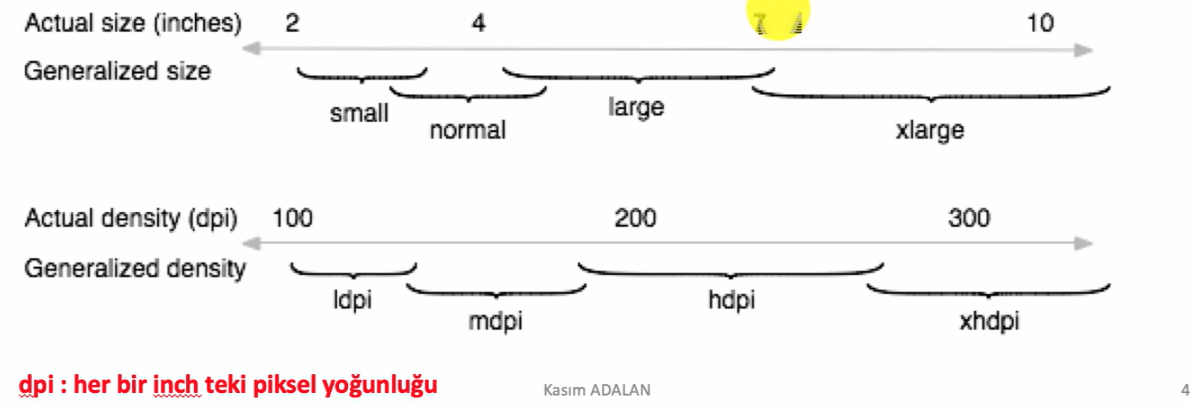 Actual size (inches) 2 4 7 10
Generalized size
small
normal
large
xlarge
Actual density (dpi) 100 200 300
Generalized density
ldpi
mdpi
hdpi
xhdpi
dpi : her bir inch teki piksel yoğunluğu
Kasım ADALAN
4